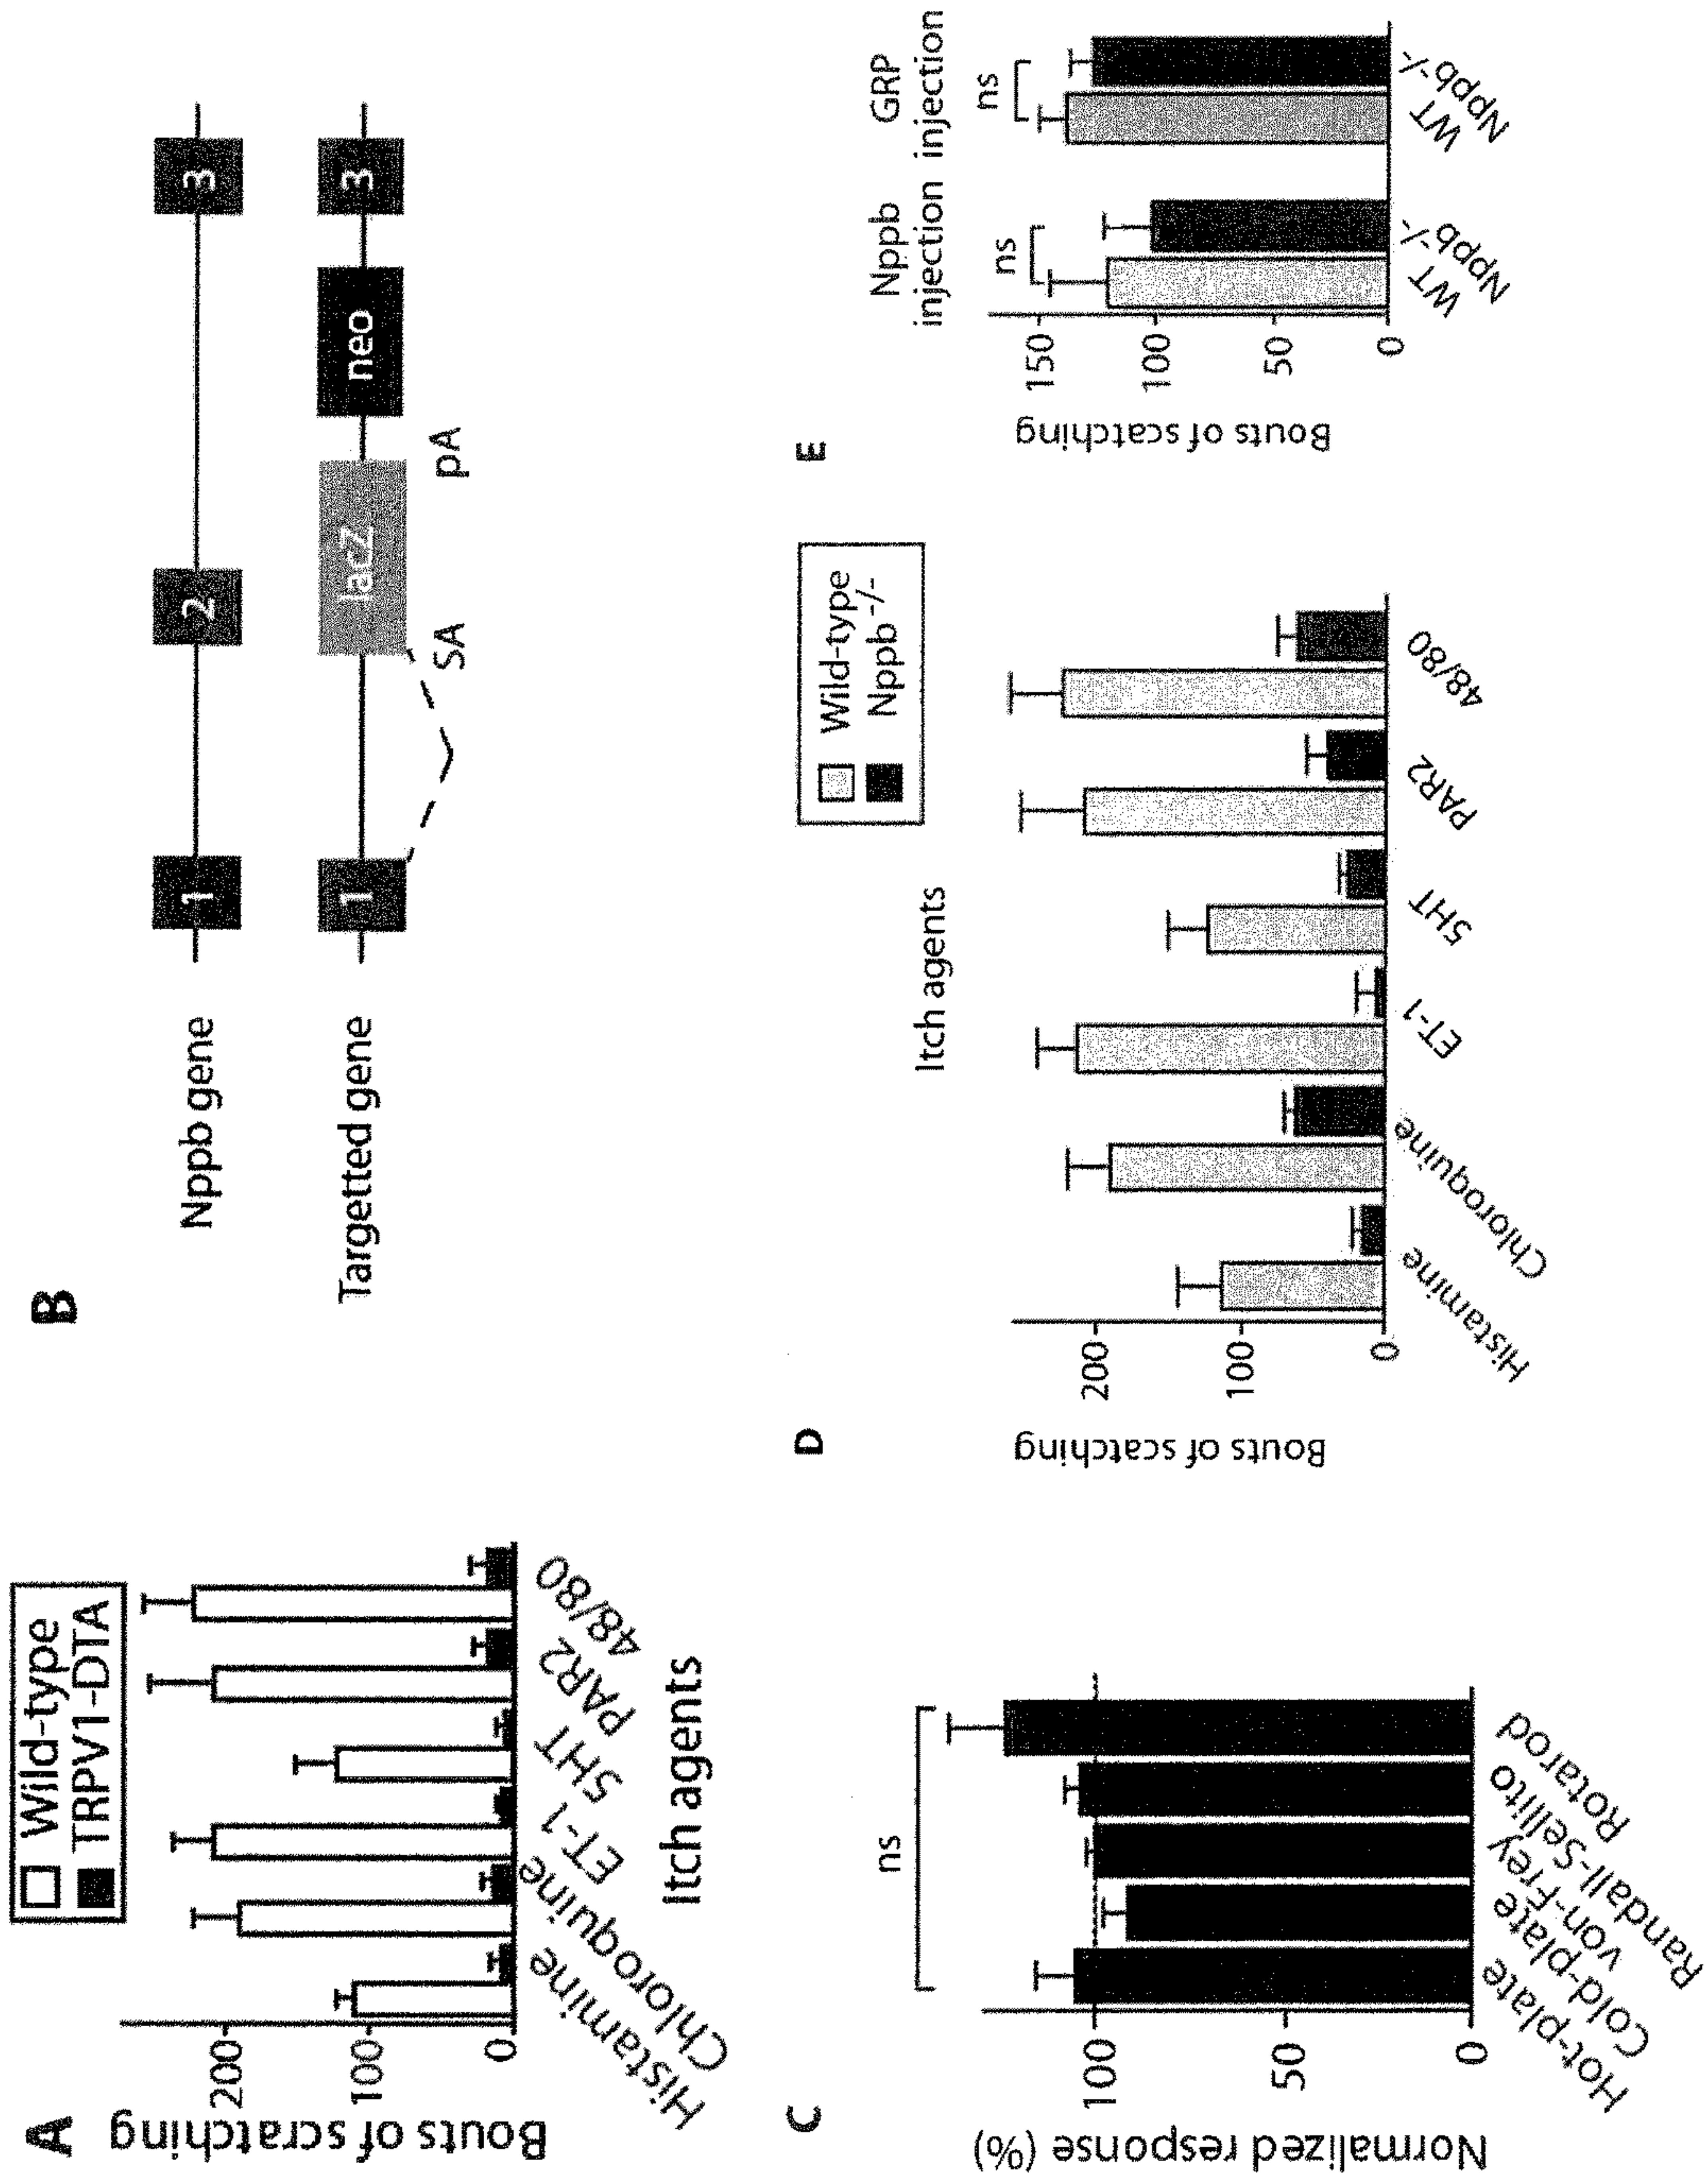 A
Wild-type
TRPV1-DTA
Bouts of scratching
200
100
0
Histamine
Chloroquine
ET-1
5HT
PAR2
48/80
Itch agents
B
Nppb gene
1
2
3
Targetted gene
1
lacZ
neo
3
SA
pA
C
ns
Normalized response (%)
100
50
0
Hot-plate
Cold-plate
von-Frey
Randall-Sellito
Rotarod
D
Wild-type
Nppb -/-
Itch agents
Bouts of scatching
200
100
0
Histamine
Chloroquine
ET-1
5HT
PAR2
48/80
E
Nppb injection
GRP injection
ns
ns
Bouts of scatching
150
100
50
0
WT
Nppb-/-
WT
Nppb-/-